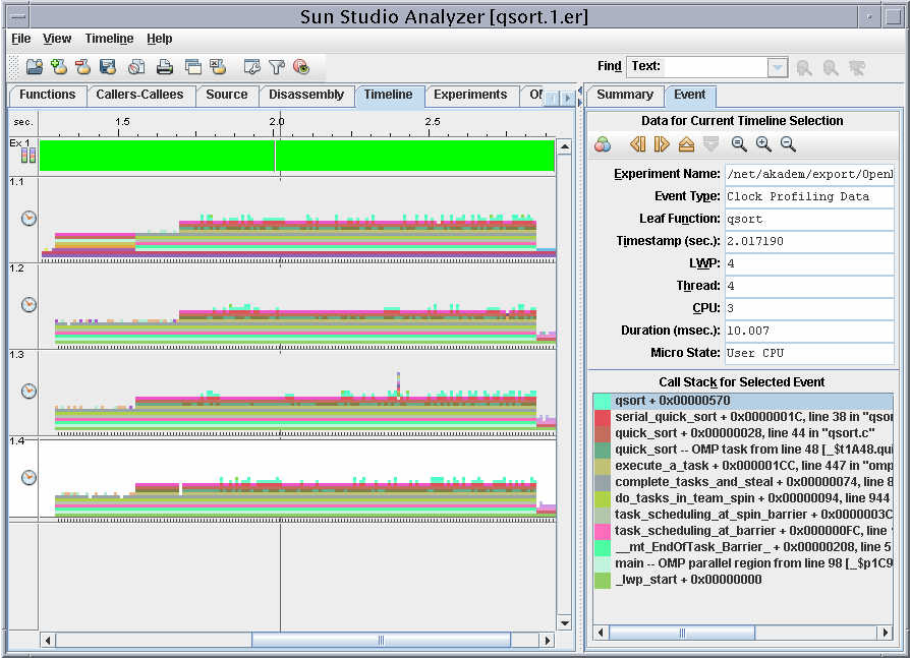 Sun Studio Analyzer [qsort.1.er]
File View Timeline Help
Find Text:
Functions Callers-Callees Source Disassembly Timeline Experiments
Summary Event
sec. 1.5 2.0 2.5
Data for Current Timeline Selection
Ex 1
1.1
1.2
1.3
1.4
Experiment Name: /net/akadem/export/
Event Type: Clock Profiling Data
Leaf Function: qsort
Timestamp (sec.): 2.017190
LWP: 4
Thread: 4
CPU: 3
Duration (msec.): 10.007
Micro State: User CPU
Call Stack for Selected Event
qsort + 0x00000570
serial_quick_sort + 0x0000001C, line 38 in "qsor
quick_sort + 0x00000028, line 44 in "qsort.c"
quick_sort -- OMP task from line 48 [_$t1A48.qui
execute_a_task + 0x000001CC, line 447 in "omp
complete_tasks_and_steal + 0x00000074, line 8
do_tasks_in_team_spin + 0x00000094, line 944
task_scheduling_at_spin_barrier + 0x0000003C
task_scheduling_at_barrier + 0x000000FC, line
__mt_EndOfTask_Barrier_ + 0x00000208, line 5
main -- OMP parallel region from line 98 [_$p1C9
_lwp_start + 0x00000000